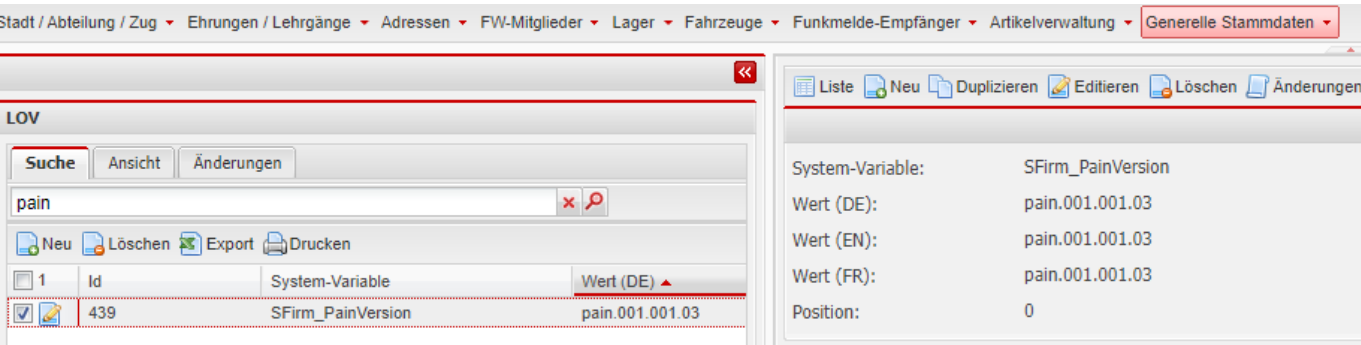 Stadt / Abteilung / Zug Ehrungen / Lehrgänge Adressen FW-Mitglieder Lager Fahrzeuge Funkmelde-Empfänger Artikelverwaltung Generelle Stammdaten
LOV
Suche Ansicht Änderungen
pain
Neu Löschen Export Drucken
1 Id System-Variable Wert (DE)
439 SFirm_PainVersion pain.001.001.03
Liste Neu Duplizieren Editieren Löschen Änderungen
System-Variable: SFirm_PainVersion
Wert (DE): pain.001.001.03
Wert (EN): pain.001.001.03
Wert (FR): pain.001.001.03
Position: 0